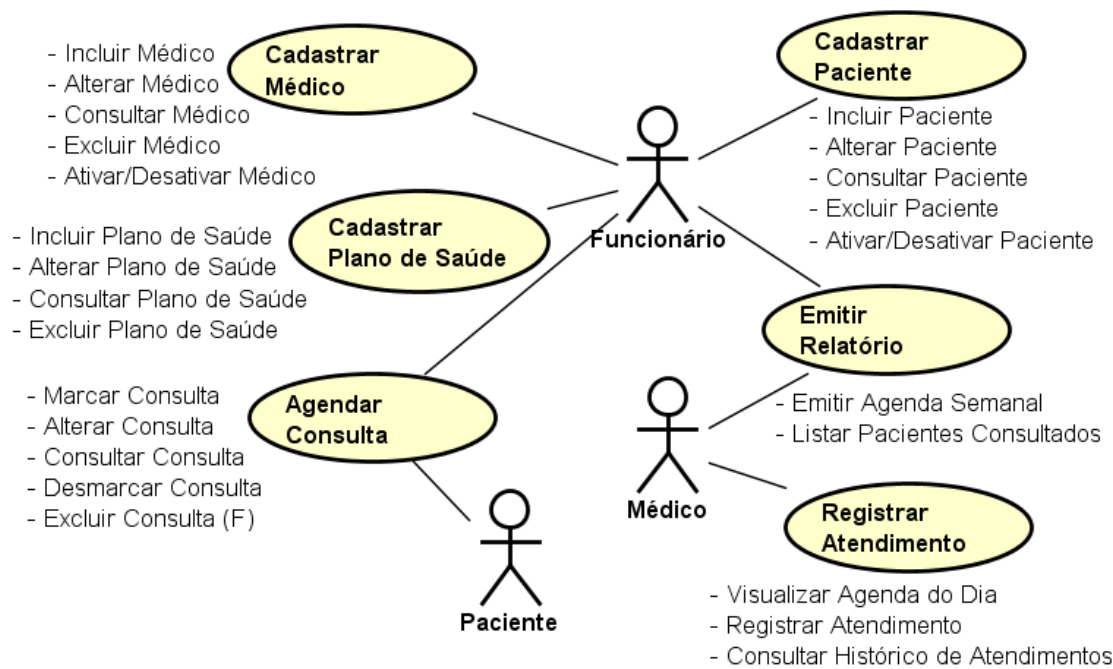 Cadastrar
Médico
- Incluir Médico
- Alterar Médico
- Consultar Médico
- Excluir Médico
- Ativar/Desativar Médico
Cadastrar
Paciente
- Incluir Paciente
- Alterar Paciente
- Consultar Paciente
- Excluir Paciente
- Ativar/Desativar Paciente
Funcionário
Cadastrar
Plano de Saúde
- Incluir Plano de Saúde
- Alterar Plano de Saúde
- Consultar Plano de Saúde
- Excluir Plano de Saúde
Emitir
Relatório
- Emitir Agenda Semanal
- Listar Pacientes Consultados
Agendar
Consulta
- Marcar Consulta
- Alterar Consulta
- Consultar Consulta
- Desmarcar Consulta
- Excluir Consulta (F)
Médico
Paciente
Registrar
Atendimento
- Visualizar Agenda do Dia
- Registrar Atendimento
- Consultar Histórico de Atendimentos